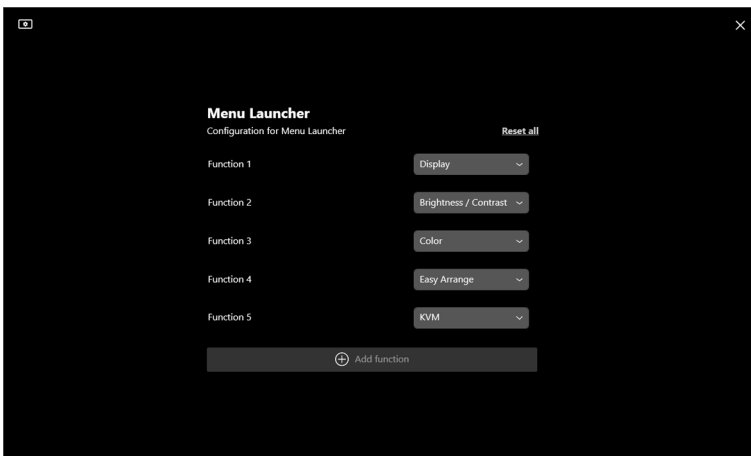 Menu Launcher
Configuration for Menu Launcher Reset all
Function 1 Display
Function 2 Brightness / Contrast
Function 3 Color
Function 4 Easy Arrange
Function 5 KVM
Add function